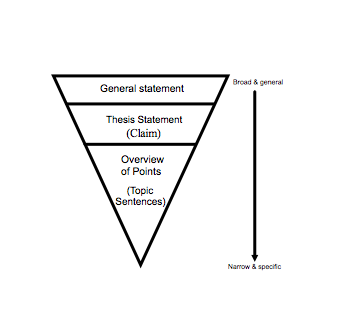 Broad & general
General statement
Thesis Statement
(Claim)
Overview
of Points
(Topic
Sentences)
Narrow & specific